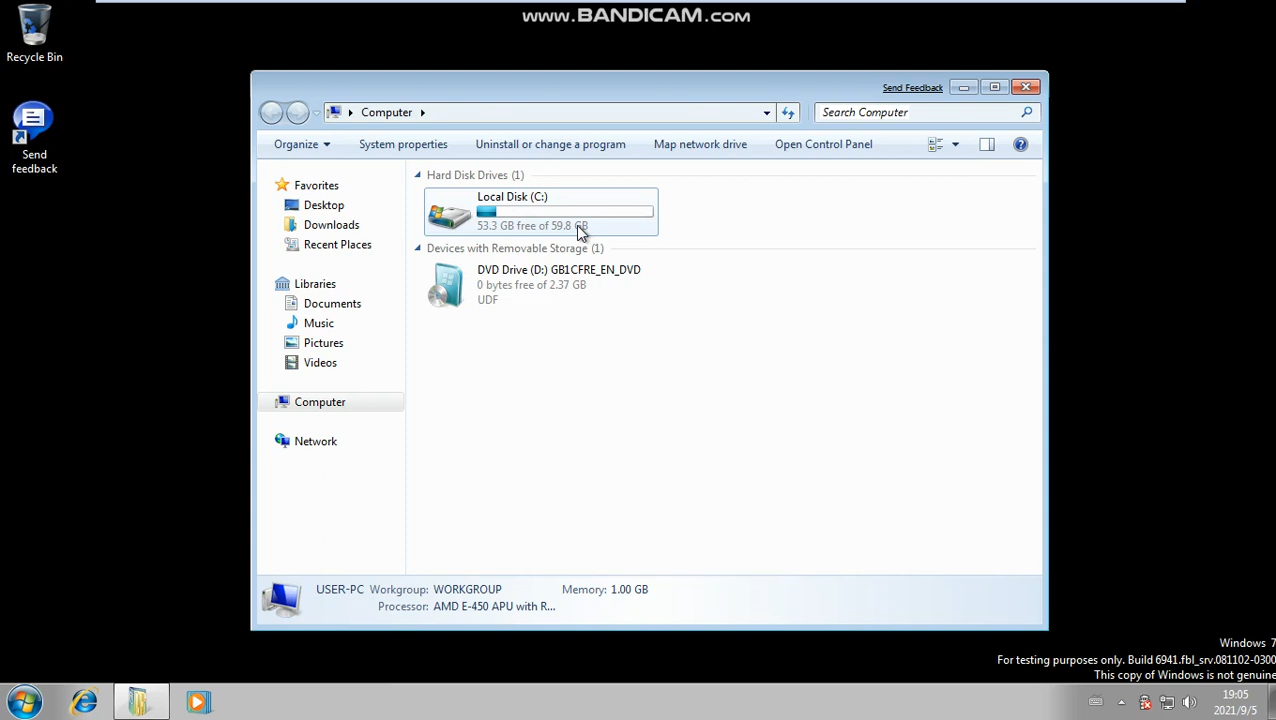 www.BANDICAM.com
Recycle Bin
Send
feedback
Send Feedback
Computer
Search Computer
Organize
System properties
Uninstall or change a program
Map network drive
Open Control Panel
Favorites
Desktop
Downloads
Recent Places
Libraries
Documents
Music
Pictures
Videos
Computer
Network
Hard Disk Drives (1)
Local Disk (C:)
53.3 GB free of 59.8 GB
Devices with Removable Storage (1)
DVD Drive (D:) GB1CFRE_EN_DVD
0 bytes free of 2.37 GB
UDF
USER-PC Workgroup: WORKGROUP Memory: 1.00 GB
Processor: AMD E-450 APU with R...
Windows 7
For testing purposes only. Build 6941.fbl_srv.081102-0300
This copy of Windows is not genuine
19:05
2021/9/5